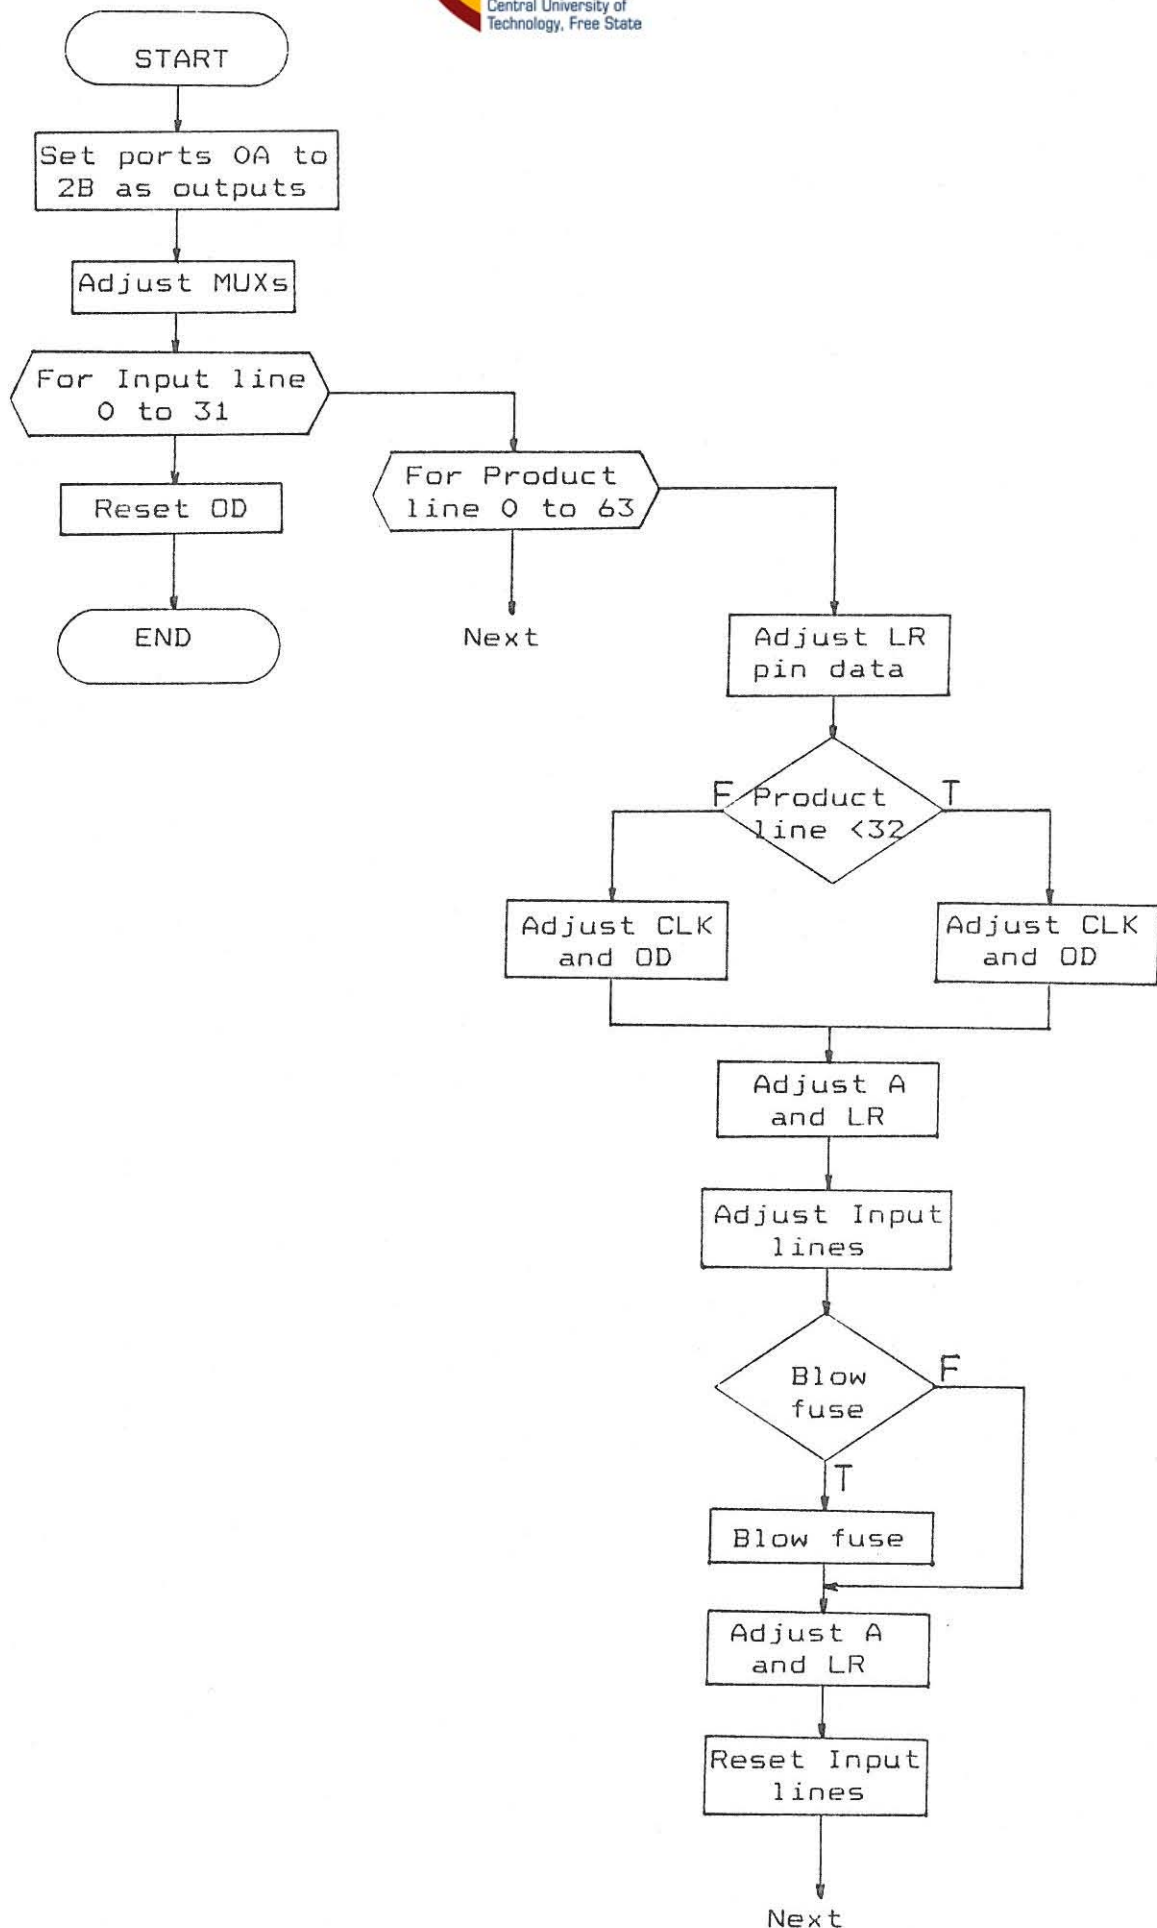 Central University of
Technology, Free State
START
Set ports 0A to
2B as outputs
Adjust MUXs
For Input line
0 to 31
Reset OD
END
For Product
line 0 to 63
Next
Adjust LR
pin data
F
Product
line <32
T
Adjust CLK
and OD
Adjust CLK
and OD
Adjust A
and LR
Adjust Input
lines
Blow
fuse
F
T
Blow fuse
Adjust A
and LR
Reset Input
lines
Next